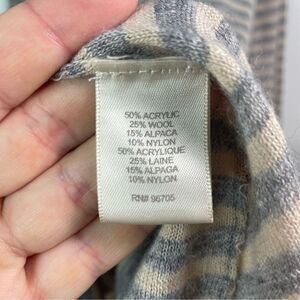 50% ACRYLIC
25% WOOL
15% ALPACA
10% NYLON
50% ACRYLIQUE
25% LAINE
15% ALPAGA
10% NYLON
RN# 96705